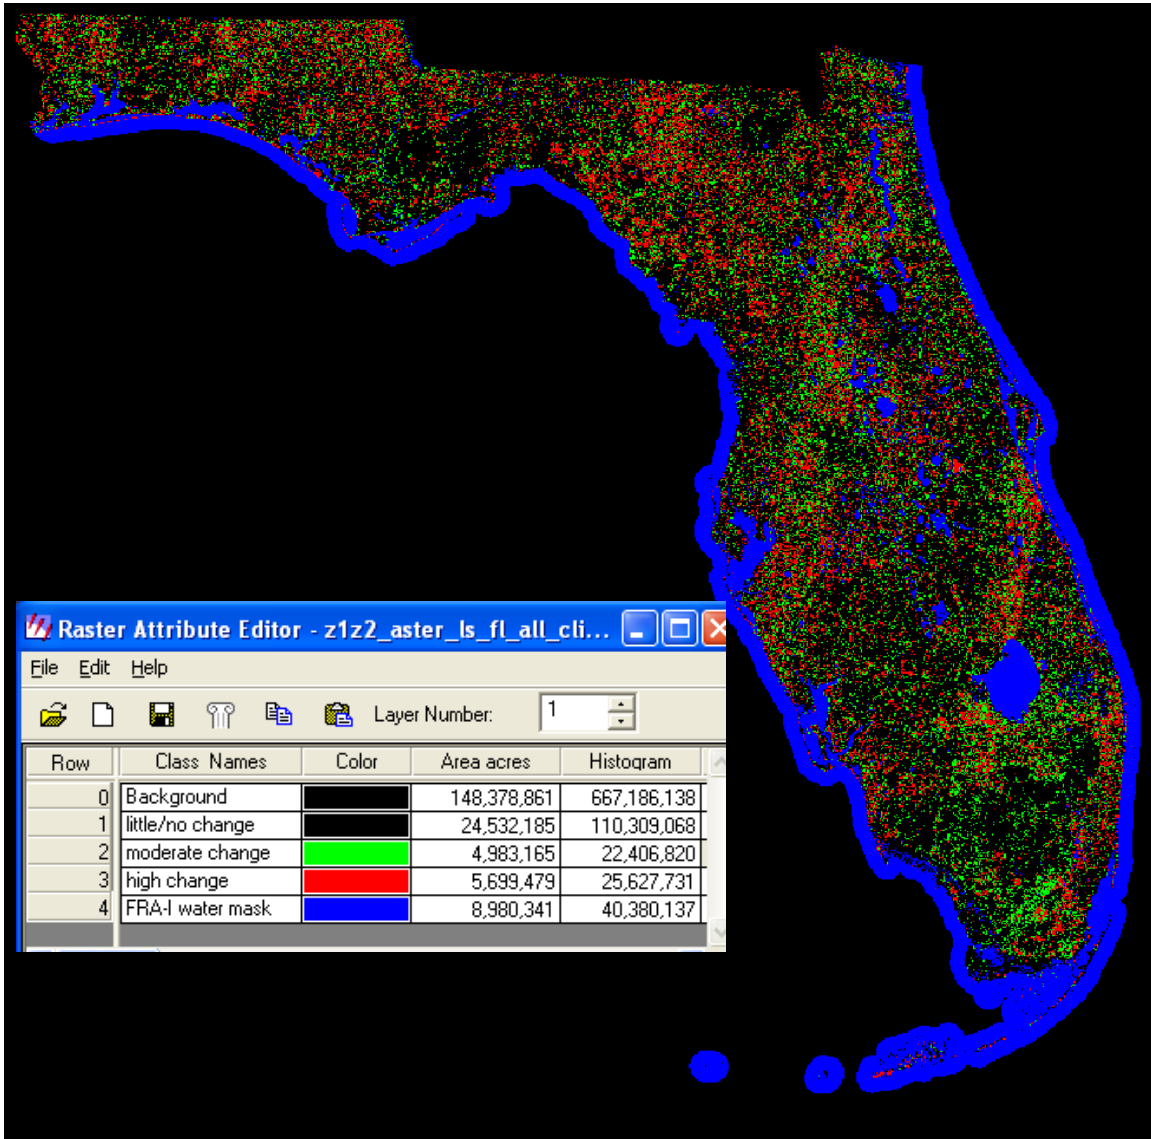 Raster Attribute Editor - z1z2_aster_ls_fl_all_cli...
File Edit Help
Layer Number: 1
Row Class Names Color Area acres Histogram
0 Background 148,378,861 667,186,138
1 little/no change 24,532,185 110,309,068
2 moderate change 4,983,165 22,406,820
3 high change 5,699,479 25,627,731
4 FRA-I water mask 8,980,341 40,380,137